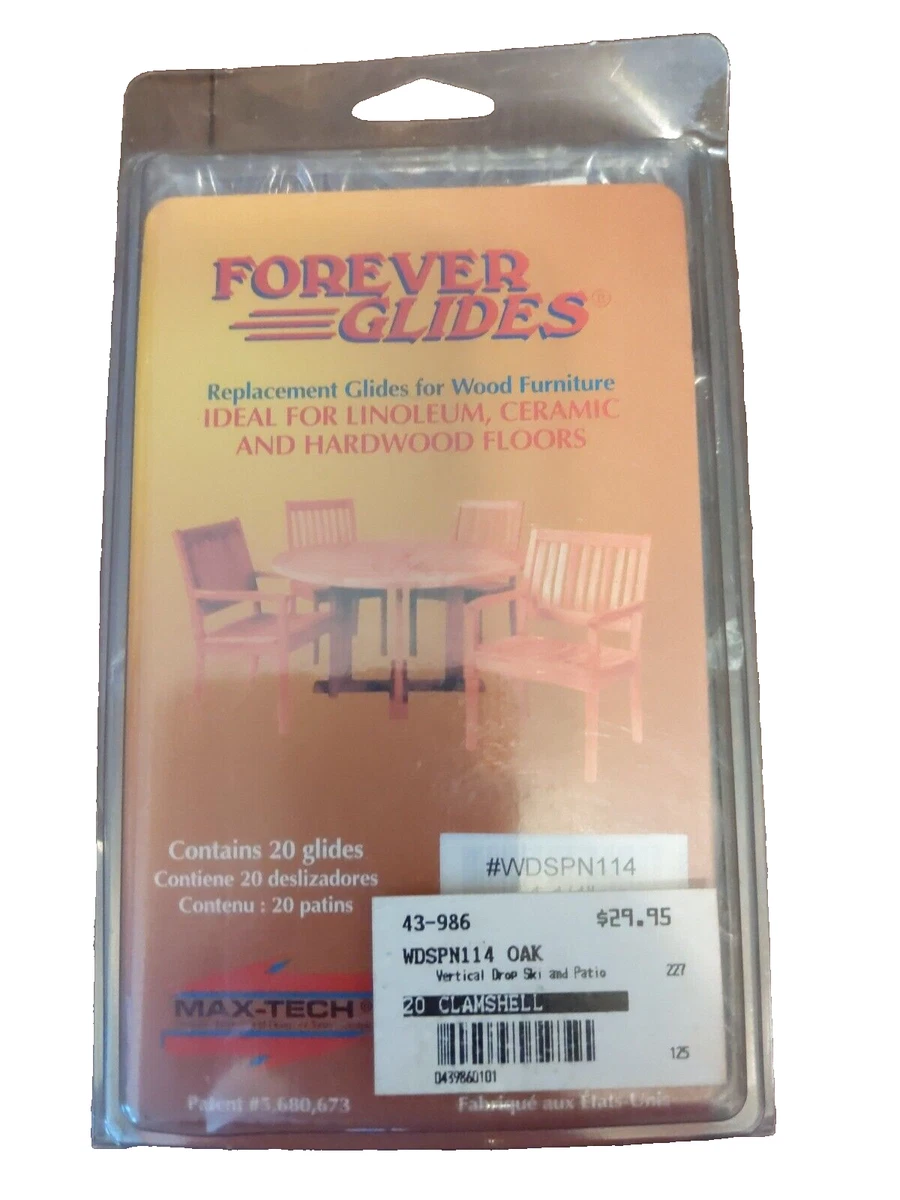 FOREVER
GLIDES®
Replacement Glides for Wood Furniture
IDEAL FOR LINOLEUM, CERAMIC
AND HARDWOOD FLOORS
Contains 20 glides
Contiene 20 deslizadores
Contenu : 20 patins
#WDSPN114
43-986 $29.95
WDSPN114 OAK
Vertical Drop Ski and Patio 227
20 CLAMSHELL
125
0439860101
MAX-TECH®
Patent #5,680,673
Fabriqué aux États-Unis